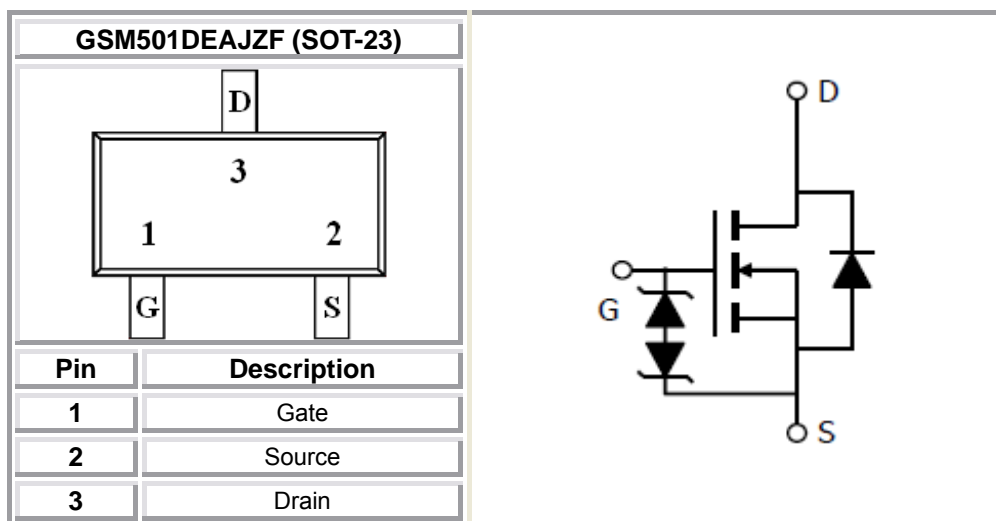 GSM501DEAJZF (SOT-23)
D
3
1 2
G S
Pin Description
1 Gate
2 Source
3 Drain
D
G
S